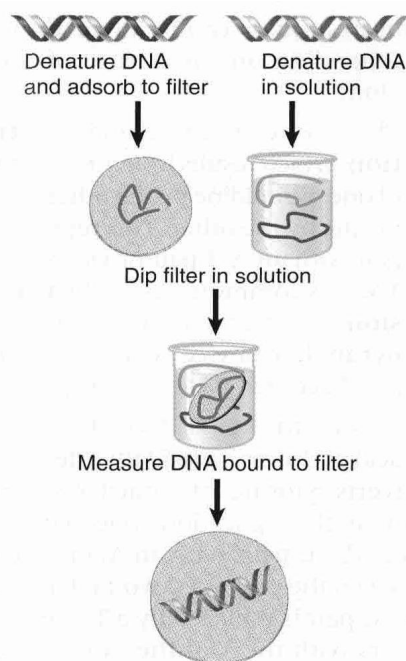 Denature DNA
and adsorb to filter
Denature DNA
in solution
Dip filter in solution
Measure DNA bound to filter